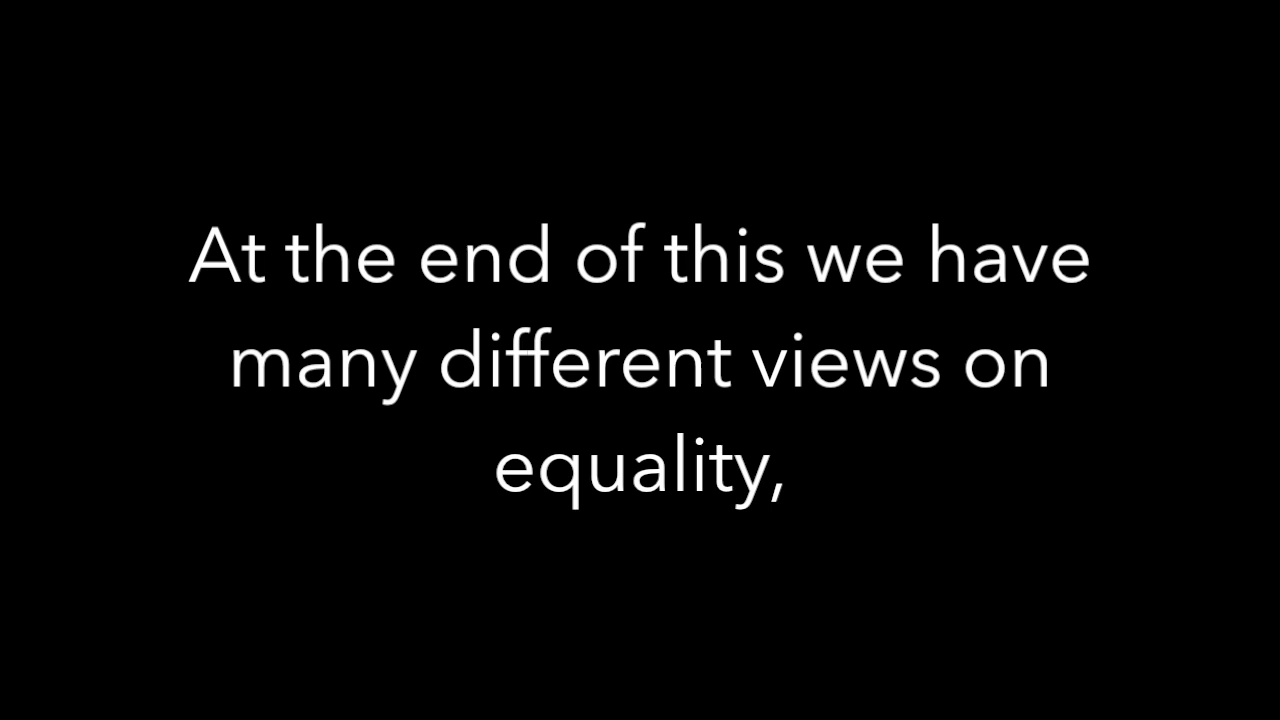 At the end of this we have
many different views on
equality,